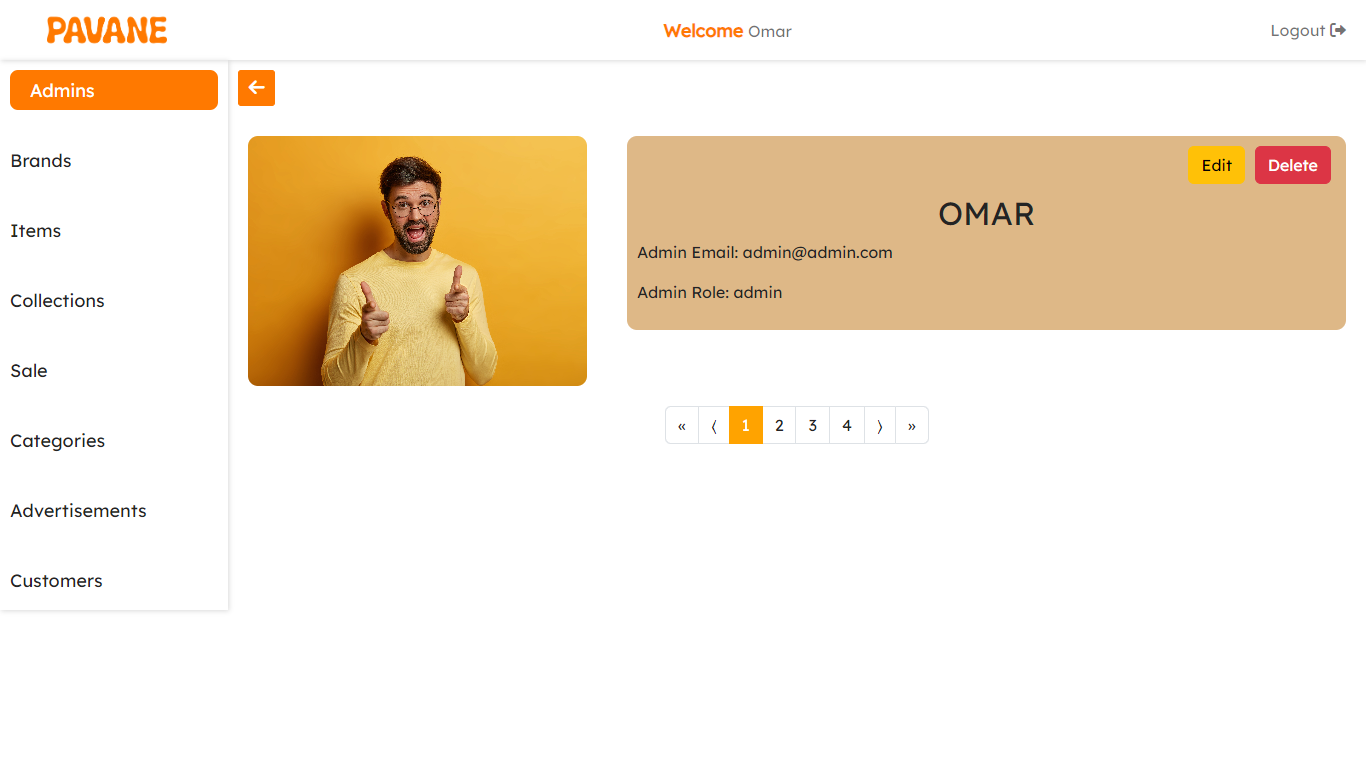 PAVANE
Welcome Omar
Logout
Admins
Brands
Items
Collections
Sale
Categories
Advertisements
Customers
Edit
Delete
OMAR
Admin Email: admin@admin.com
Admin Role: admin
« ⟨ 1 2 3 4 ⟩ »